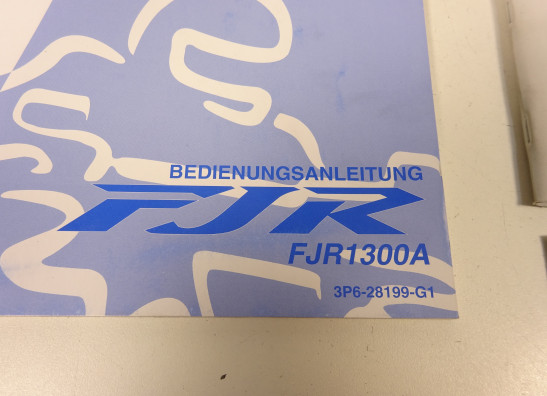 BEDIENUNGSANLEITUNG
FJR
FJR1300A
3P6-28199-G1